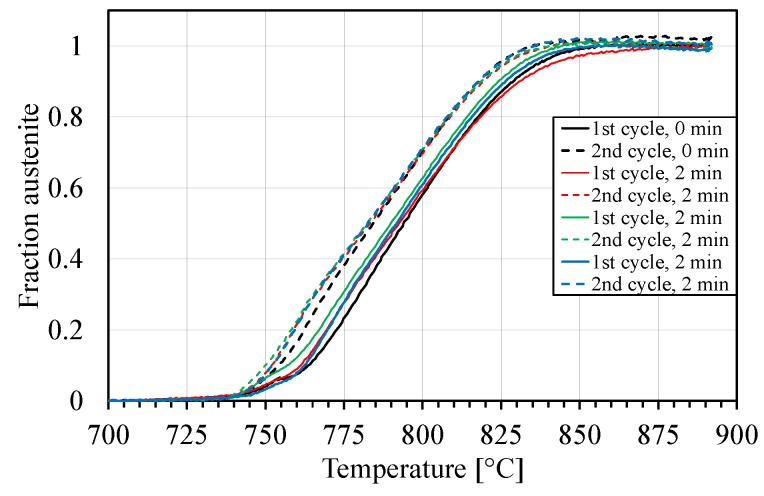 Fraction austenite
1
0.8
0.6
0.4
0.2
0
1st cycle, 0 min
2nd cycle, 0 min
1st cycle, 2 min
2nd cycle, 2 min
1st cycle, 2 min
2nd cycle, 2 min
1st cycle, 2 min
2nd cycle, 2 min
700 725 750 775 800 825 850 875 900
Temperature [°C]